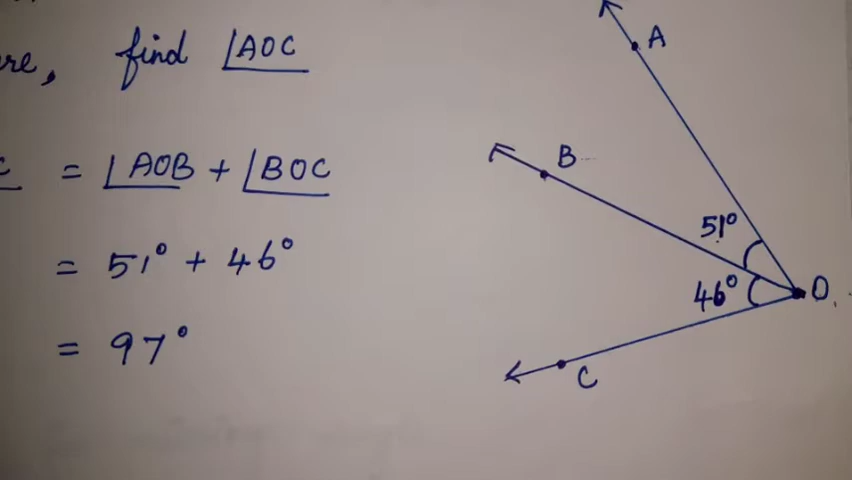 find ∠AOC
= ∠AOB + ∠BOC
= 51° + 46°
= 97°
A
B
51°
46°
O
C